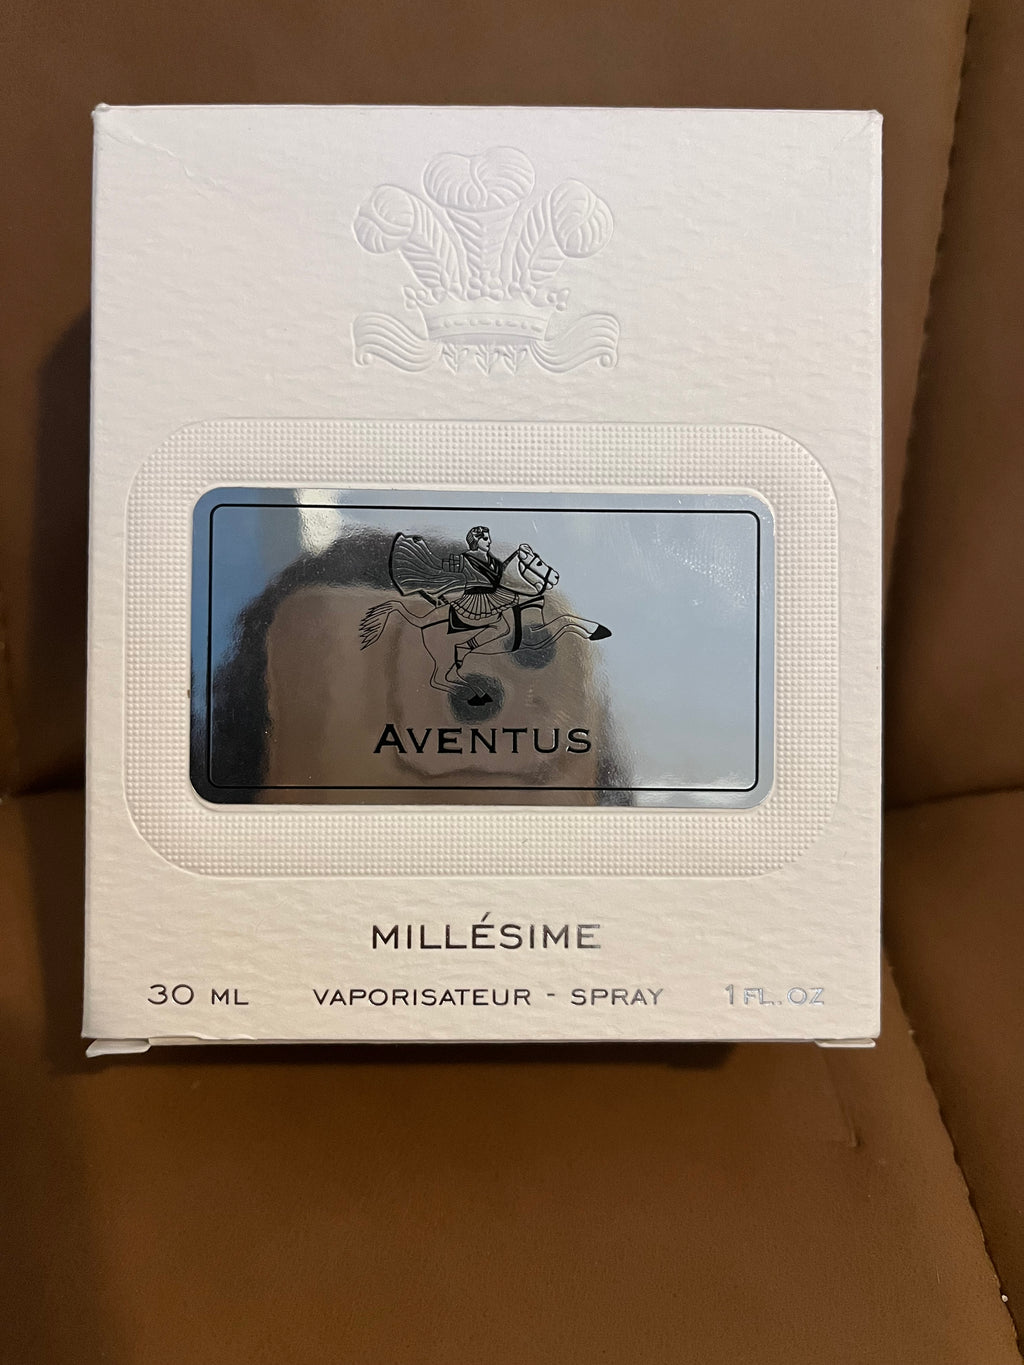 AVENTUS
MILLÉSIME
30 ML VAPORISATEUR - SPRAY 1 FL. OZ